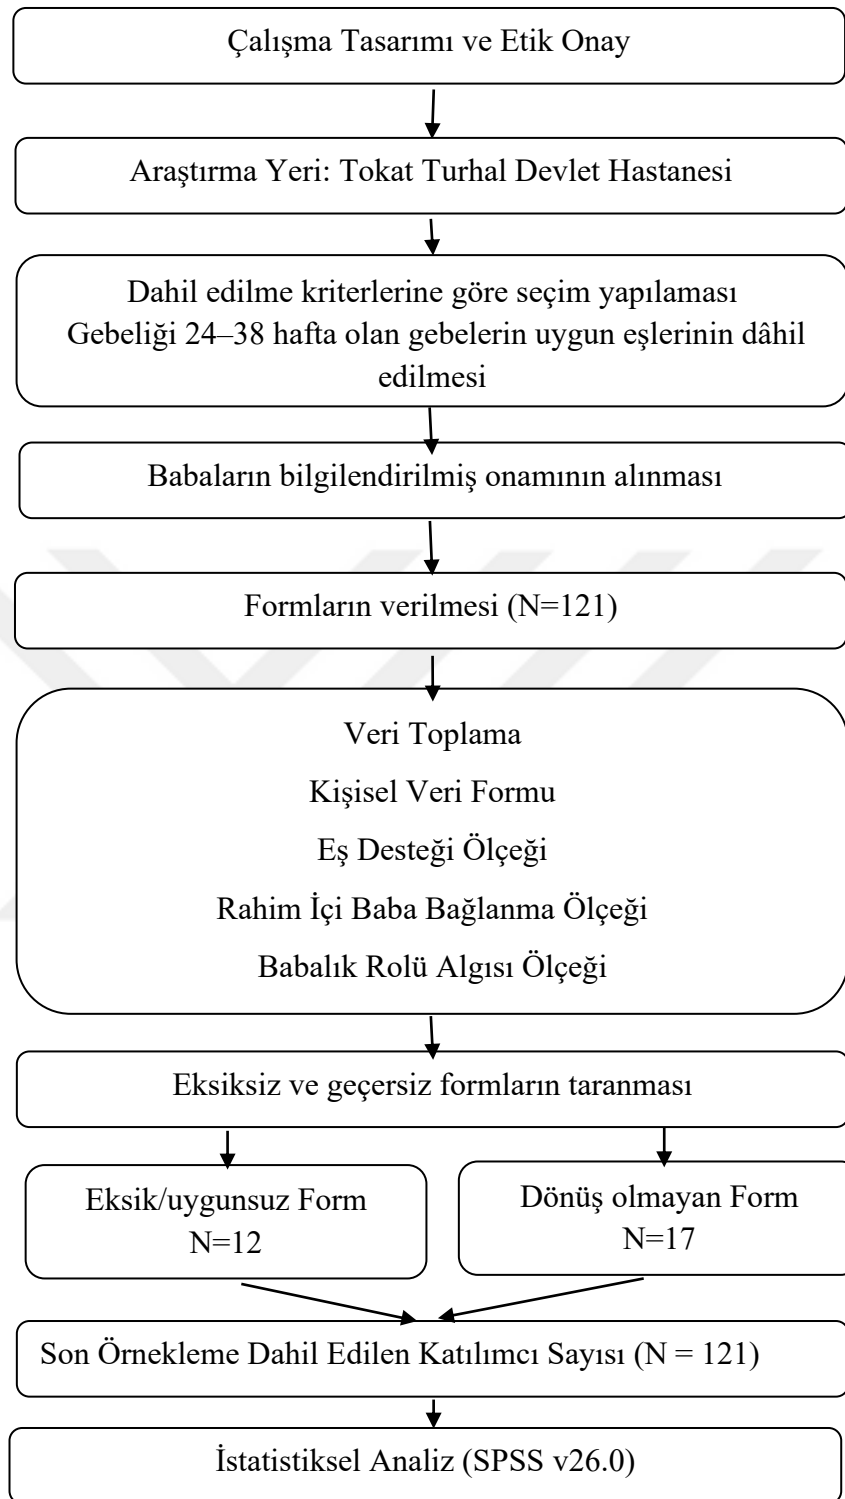 Çalışma Tasarımı ve Etik Onay
Araştırma Yeri: Tokat Turhal Devlet Hastanesi
Dahil edilme kriterlerine göre seçim yapılaması
Gebeliği 24–38 hafta olan gebelerin uygun eşlerinin dâhil
edilmesi
Babaların bilgilendirilmiş onamının alınması
Formların verilmesi (N=121)
Veri Toplama
Kişisel Veri Formu
Eş Desteği Ölçeği
Rahim İçi Baba Bağlanma Ölçeği
Babalık Rolü Algısı Ölçeği
Eksiksiz ve geçersiz formların taranması
Eksik/uygunsuz Form
N=12
Dönüş olmayan Form
N=17
Son Örnekleme Dahil Edilen Katılımcı Sayısı (N = 121)
İstatistiksel Analiz (SPSS v26.0)